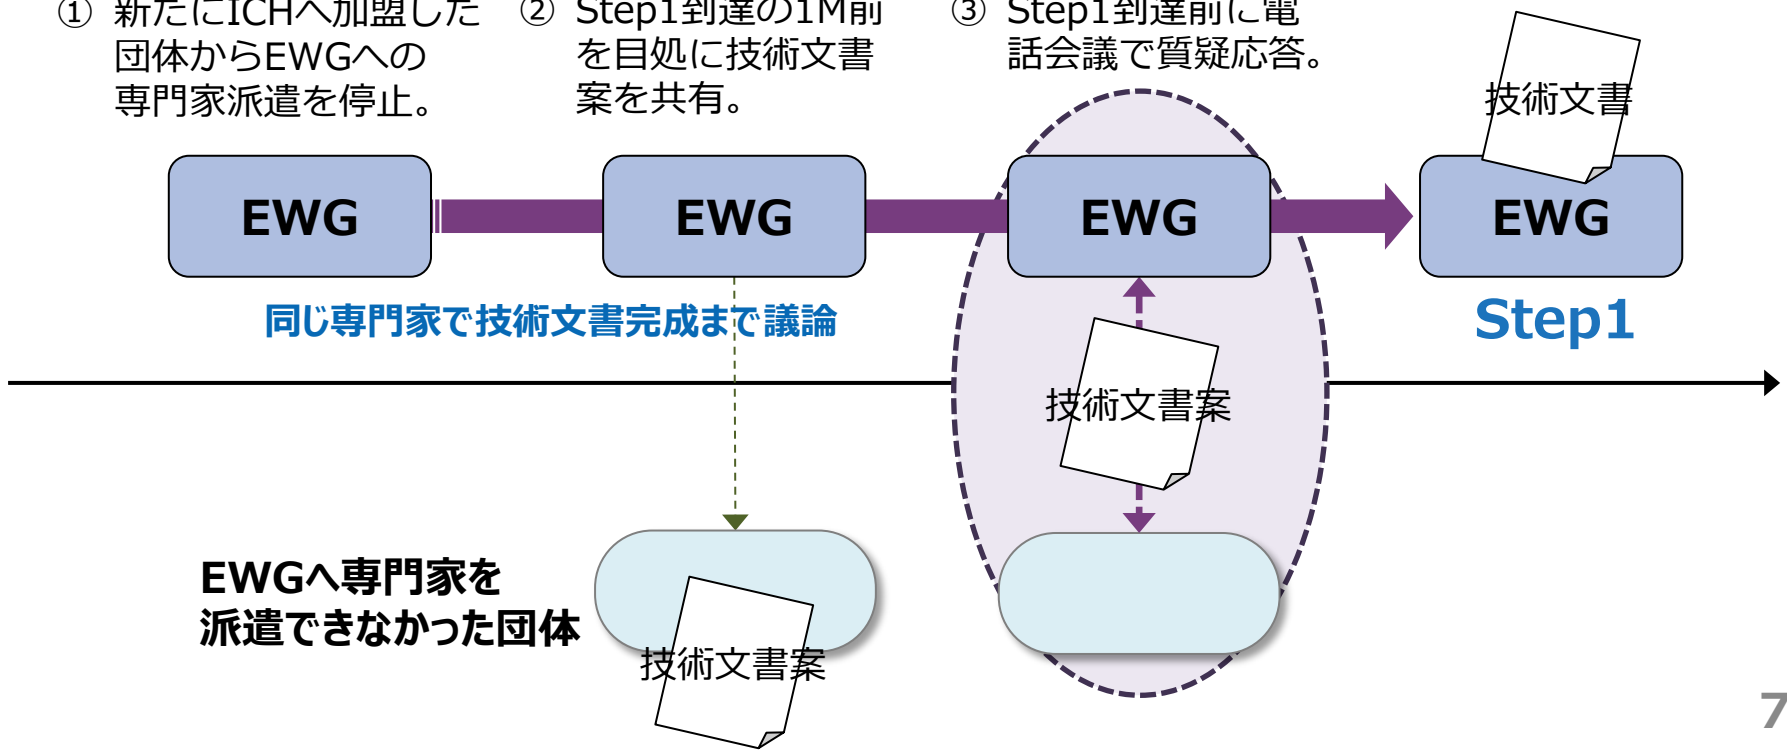 ① 新たにICHへ加盟した
団体からEWGへの
専門家派遣を停止。
② Step1到達の1M前
を目処に技術文書
案を共有。
③ Step1到達前に電
話会議で質疑応答。
技術文書
EWG
EWG
EWG
EWG
同じ専門家で技術文書完成まで議論
Step1
技術文書案
EWGへ専門家を
派遣できなかった団体
技術文書案
7